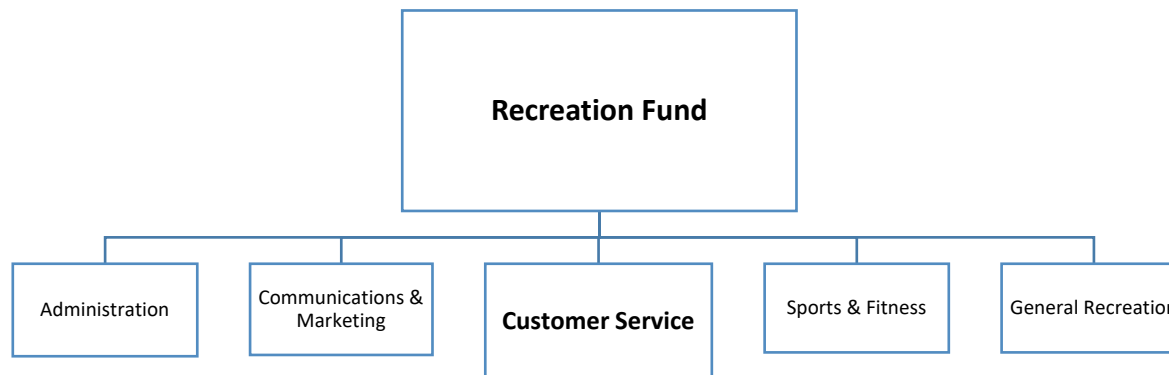 Recreation Fund
Administration
Communications &
Marketing
Customer Service
Sports & Fitness
General Recreation